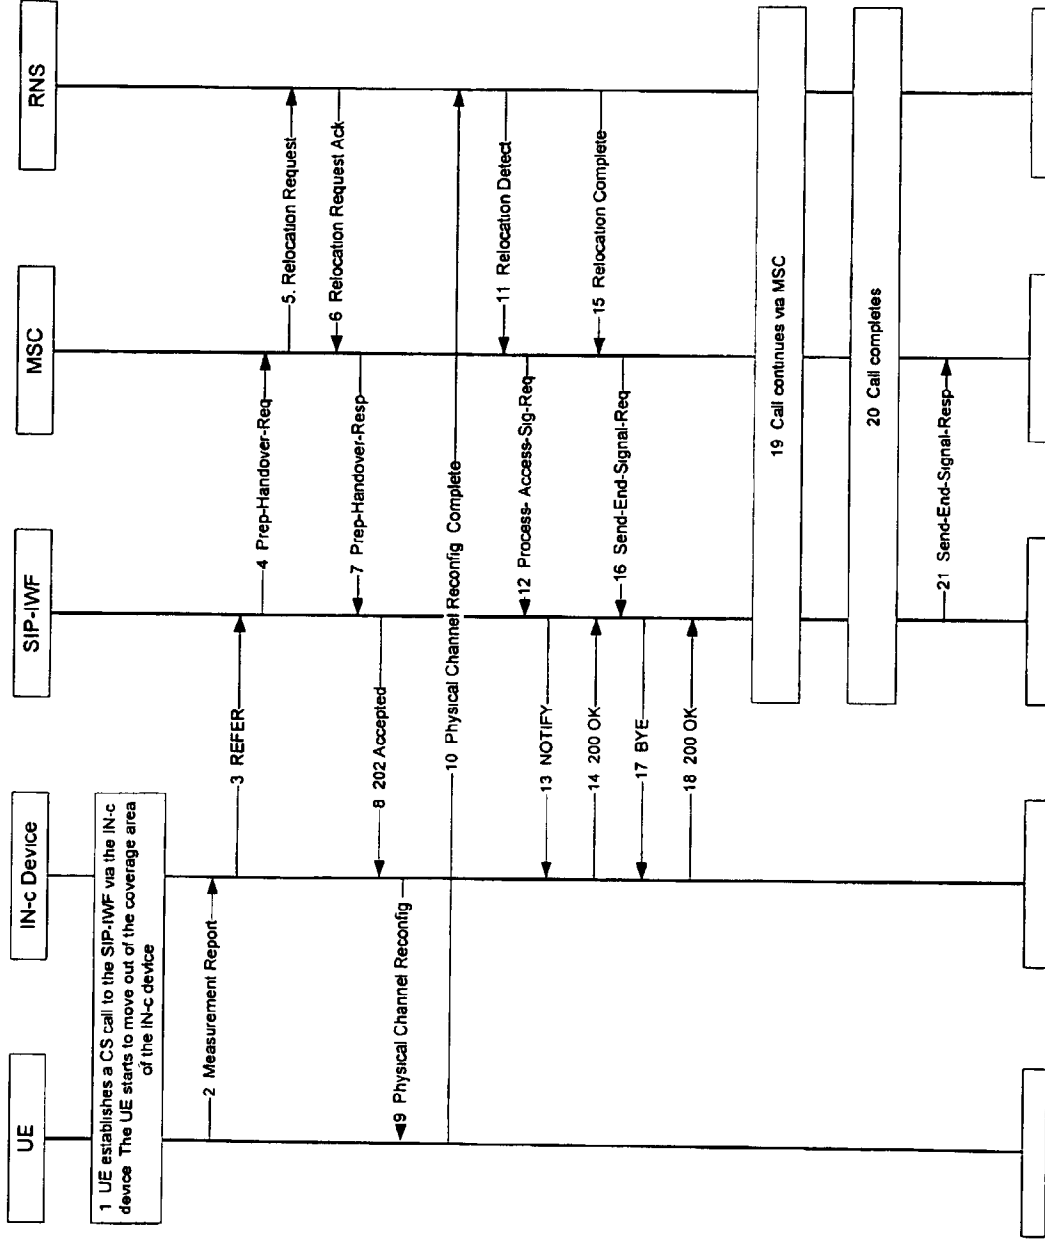 UE
IN-c Device
SIP-IWF
MSC
RNS
1 UE establishes a CS call to the SIP-IWF via the IN-c
device The UE starts to move out of the coverage area
of the IN-c device
2 Measurement Report
3 REFER
4 Prep-Handover-Req
5. Relocation Request
6 Relocation Request Ack
7 Prep-Handover-Resp
8 202 Accepted
9 Physical Channel Reconfig
10 Physical Channel Reconfig Complete
11 Relocation Detect
12 Process- Access-Sig-Req
13 NOTIFY
14 200 OK
15 Relocation Complete
16 Send-End-Signal-Req
17 BYE
18 200 OK
19 Call continues via MSC
20 Call completes
21 Send-End-Signal-Resp